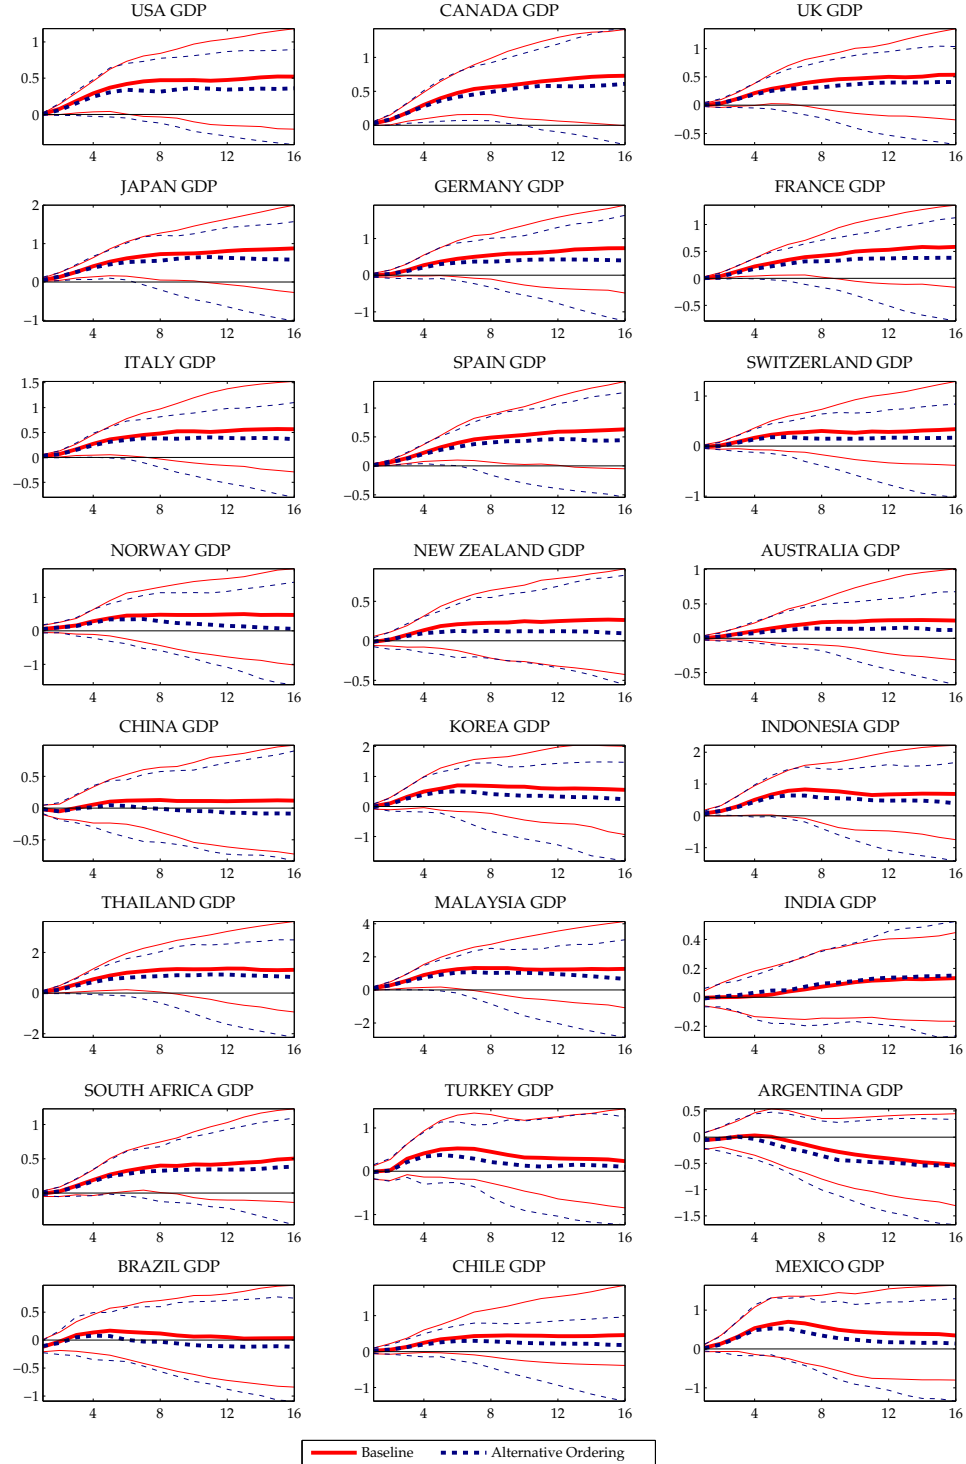 USA GDP
CANADA GDP
UK GDP
1
0.5
0
4 8 12 16
1
0.5
0
4 8 12 16
1
0.5
0
−0.5
4 8 12 16
JAPAN GDP
GERMANY GDP
FRANCE GDP
2
1
0
−1
4 8 12 16
1
0
−1
4 8 12 16
1
0.5
0
−0.5
4 8 12 16
ITALY GDP
SPAIN GDP
SWITZERLAND GDP
1.5
1
0.5
0
−0.5
4 8 12 16
1
0.5
0
−0.5
4 8 12 16
1
0
−1
4 8 12 16
NORWAY GDP
NEW ZEALAND GDP
AUSTRALIA GDP
1
0
−1
4 8 12 16
0.5
0
−0.5
4 8 12 16
1
0.5
0
−0.5
4 8 12 16
CHINA GDP
KOREA GDP
INDONESIA GDP
0.5
0
−0.5
4 8 12 16
2
1
0
−1
4 8 12 16
2
1
0
−1
4 8 12 16
THAILAND GDP
MALAYSIA GDP
INDIA GDP
2
0
−2
4 8 12 16
4
2
0
−2
4 8 12 16
0.4
0.2
0
−0.2
4 8 12 16
SOUTH AFRICA GDP
TURKEY GDP
ARGENTINA GDP
1
0.5
0
4 8 12 16
1
0
−1
4 8 12 16
0.5
0
−0.5
−1
−1.5
4 8 12 16
BRAZIL GDP
CHILE GDP
MEXICO GDP
0.5
0
−0.5
−1
4 8 12 16
1
0
−1
4 8 12 16
1
0
−1
4 8 12 16
Baseline Alternative Ordering